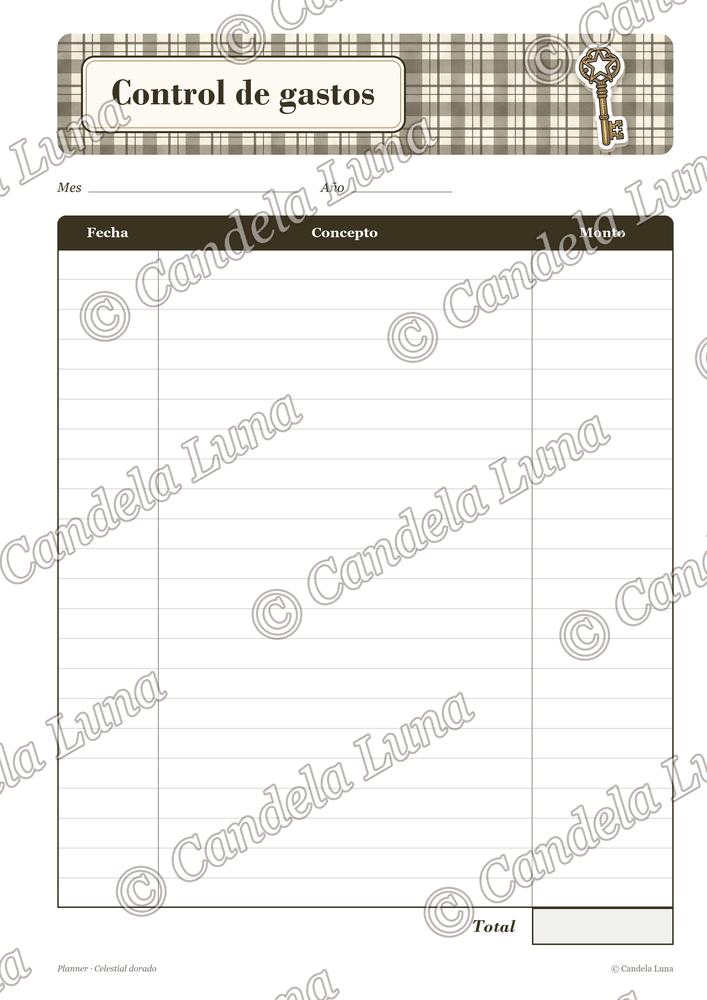 Control de gastos
Mes
Año
Fecha Concepto Monto
Total
Planner · Celestial dorado
© Candela Luna
© Candela Luna
© Candela Luna
© Candela Luna
© Candela Luna
© Candela Luna
© Candela Luna
© Candela Luna